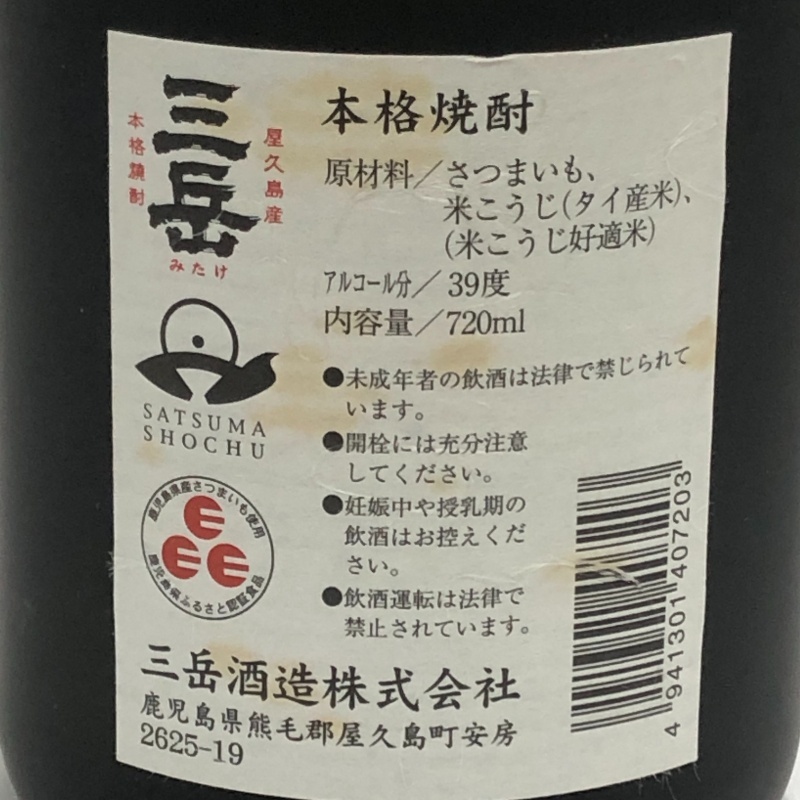 三岳
本格焼酎
屋久島産
みたけ
SATSUMA
SHOCHU
鹿児島県産さつまいも使用
鹿児島県ふるさと認証食品
本格焼酎
原材料／さつまいも、
米こうじ(タイ産米)、
(米こうじ好適米)
アルコール分／39度
内容量／720ml
●未成年者の飲酒は法律で禁じられて
います。
●開栓には充分注意
してください。
●妊娠中や授乳期の
飲酒はお控えくだ
さい。
●飲酒運転は法律で
禁止されています。
4 941301 407203
三岳酒造株式会社
鹿児島県熊毛郡屋久島町安房
2625-19